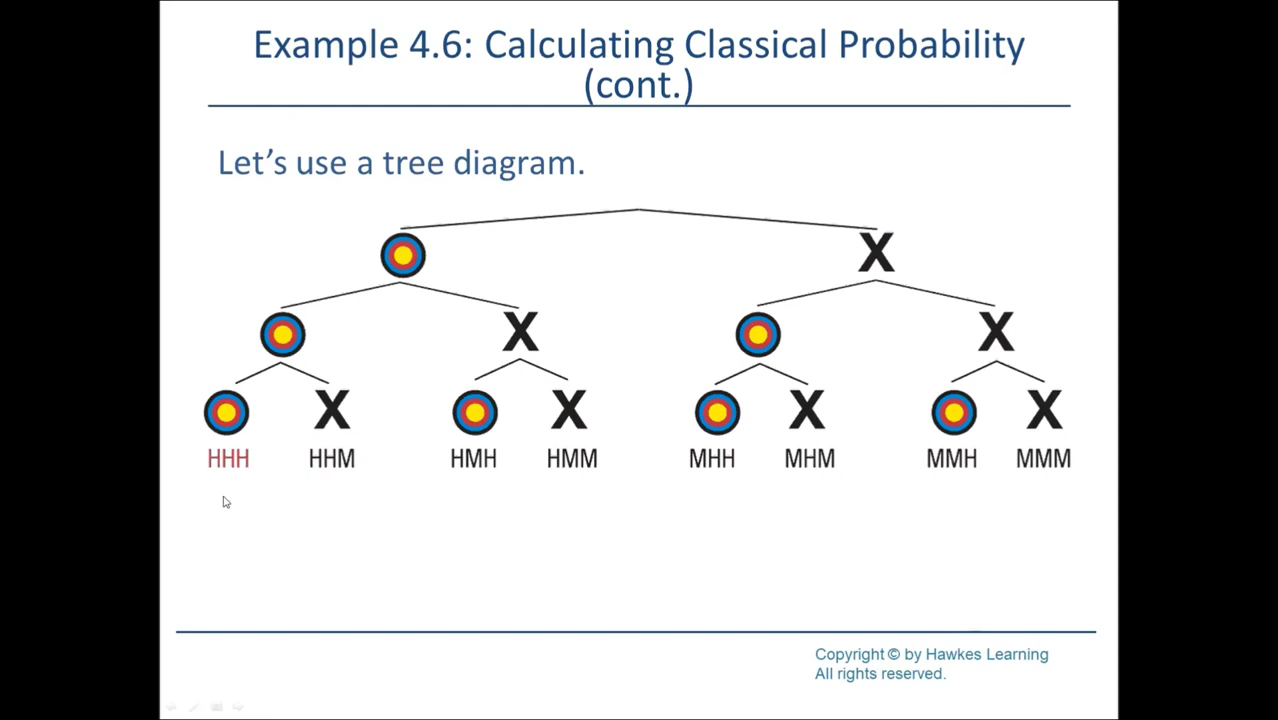 Example 4.6: Calculating Classical Probability
(cont.)
Let's use a tree diagram.
X
X
X
X
X
X
X
HHH HHM HMH HMM MHH MHM MMH MMM
Copyright © by Hawkes Learning
All rights reserved.